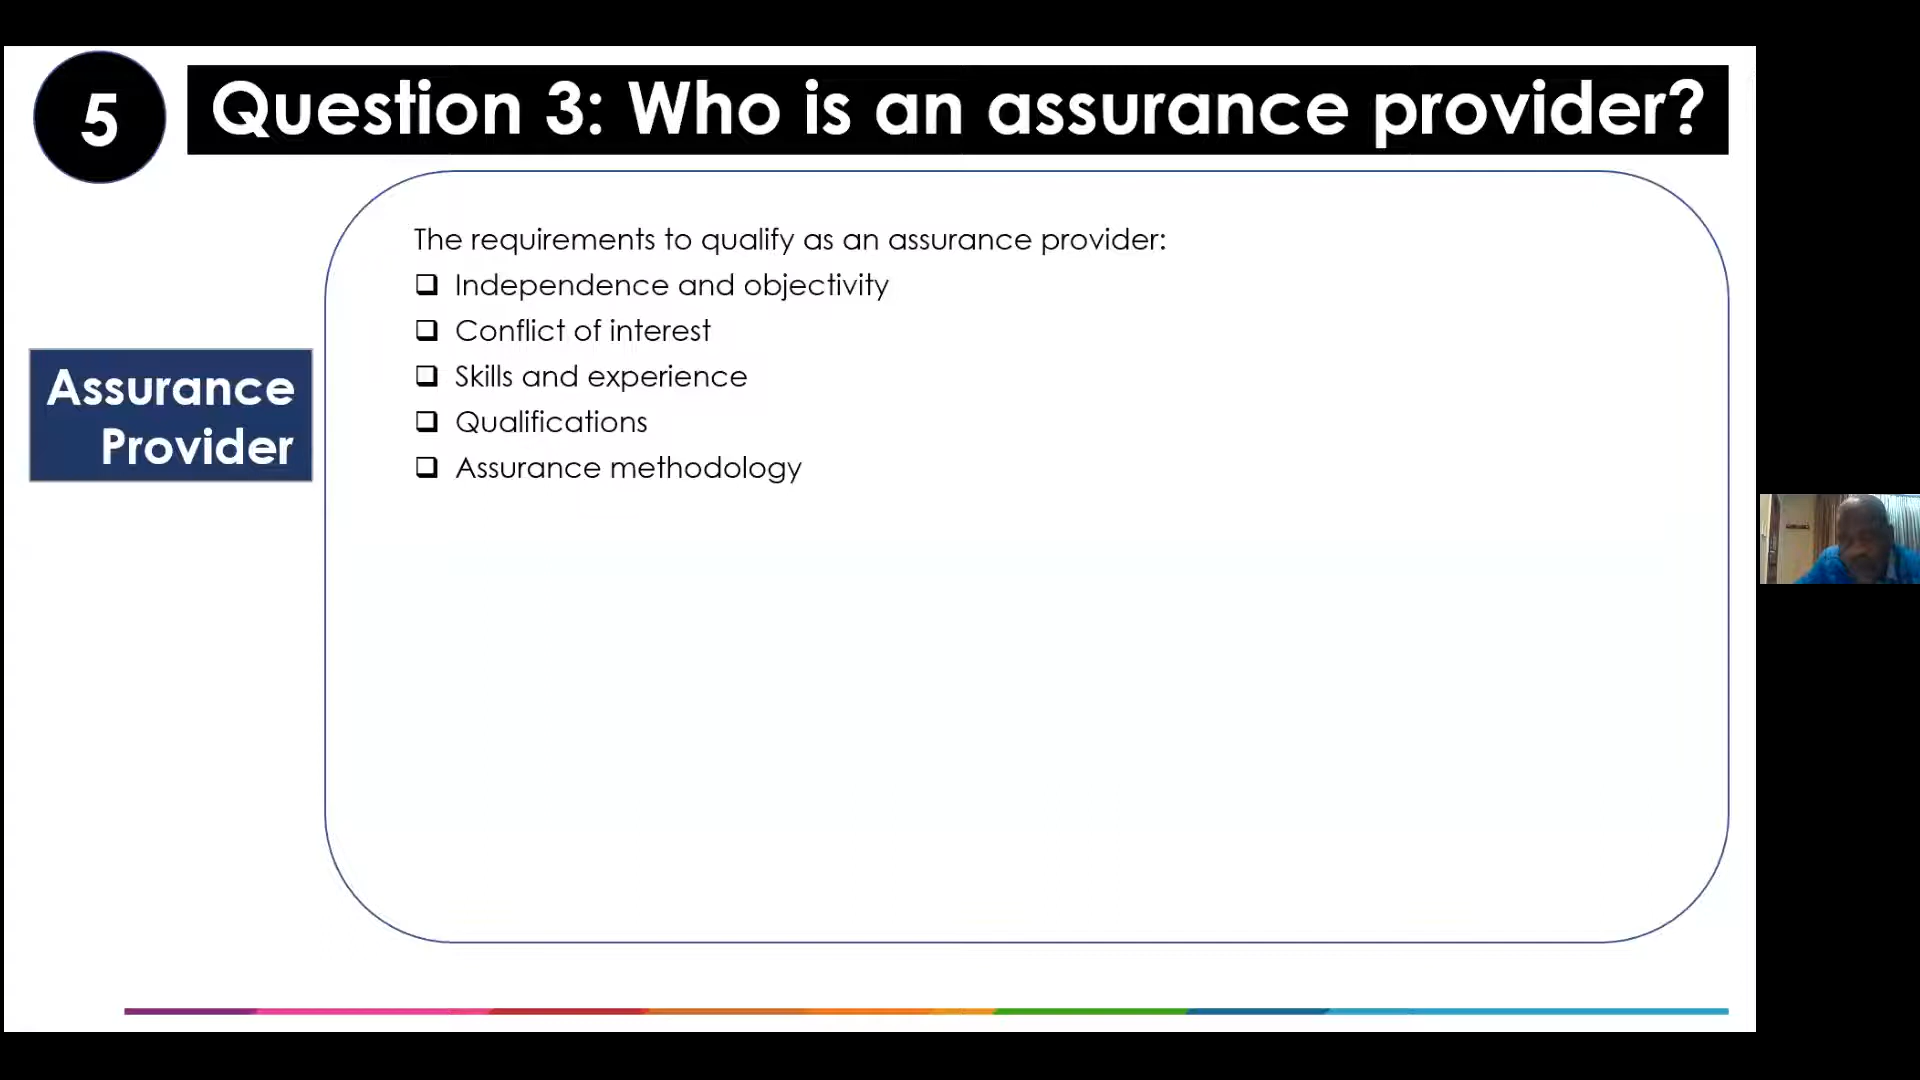 5
Question 3: Who is an assurance provider?
The requirements to qualify as an assurance provider:
Independence and objectivity
Conflict of interest
Skills and experience
Qualifications
Assurance methodology
Assurance
Provider